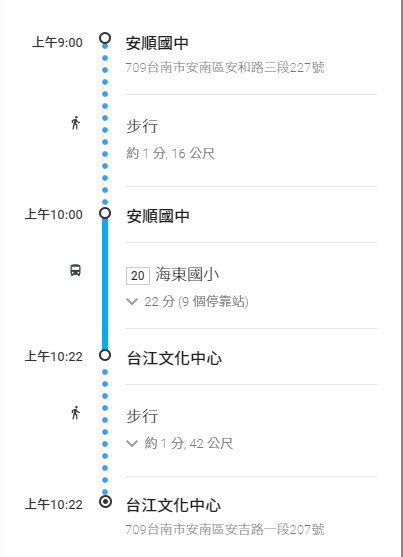 上午9:00 安順國中
709台南市安南區安和路三段227號
步行
約 1 分, 16 公尺
上午10:00 安順國中
20 海東國小
22 分 (9 個停靠站)
上午10:22 台江文化中心
步行
約 1 分, 42 公尺
上午10:22 台江文化中心
709台南市安南區安吉路一段207號